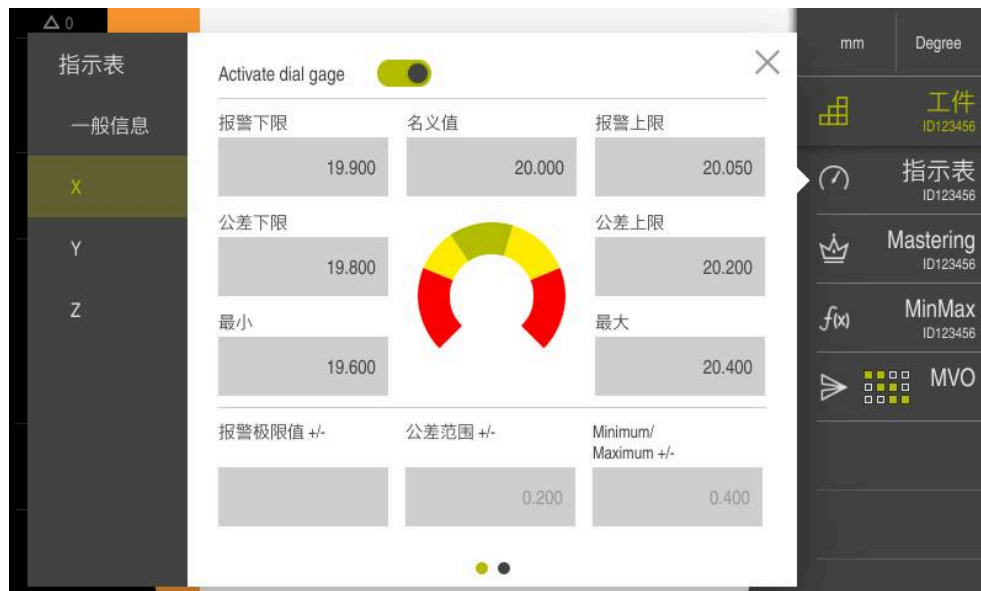 △ 0
指示表
一般信息
X
Y
Z
Activate dial gage
报警下限
名义值
报警上限
19.900
20.000
20.050
公差下限
公差上限
19.800
20.200
最小
最大
19.600
20.400
报警极限值 +/-
公差范围 +/-
Minimum/
Maximum +/-
0.200
0.400
mm
Degree
工件
ID123456
指示表
ID123456
Mastering
ID123456
f(x)
MinMax
ID123456
MVO